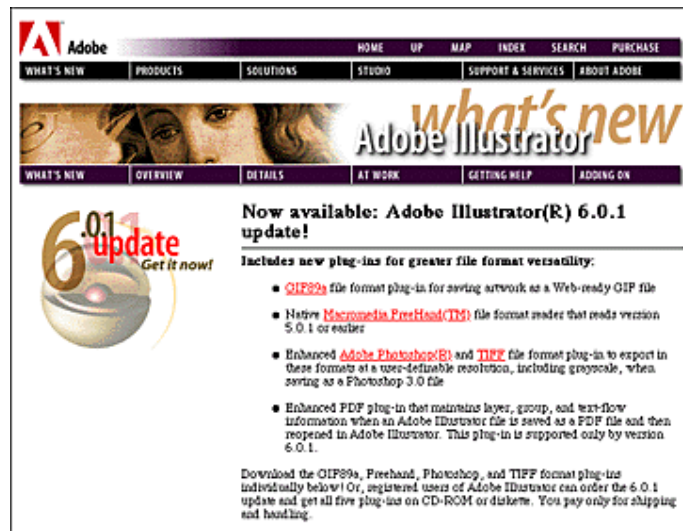 Adobe
HOME UP MAP INDEX SEARCH PURCHASE
WHAT'S NEW PRODUCTS SOLUTIONS STUDIO SUPPORT & SERVICES ABOUT ADOBE
what's new
Adobe Illustrator
WHAT'S NEW OVERVIEW DETAILS AT WORK GETTING HELP ADDING ON
6.0.1
update
Get it now!
Now available: Adobe Illustrator(R) 6.0.1
update!
Includes new plug-ins for greater file format versatility:
● GIF89a file format plug-in for saving artwork as a Web-ready GIF file
● Native Macromedia FreeHand(TM) file format reader that reads version
5.0.1 or earlier
● Enhanced Adobe Photoshop(R) and TIFF file format plug-in to export in
these formats at a user-definable resolution, including grayscale, when
saving as a Photoshop 3.0 file
● Enhanced PDF plug-in that maintains layer, group, and text-flow
information when an Adobe Illustrator file is saved as a PDF file and then
reopened in Adobe Illustrator. This plug-in is supported only by version
6.0.1.
Download the GIF89a, Freehand, Photoshop, and TIFF format plug-ins
individually below! Or, registered users of Adobe Illustrator can order the 6.0.1
update and get all five plug-ins on CD-ROM or diskette. You pay only for shipping
and handling.